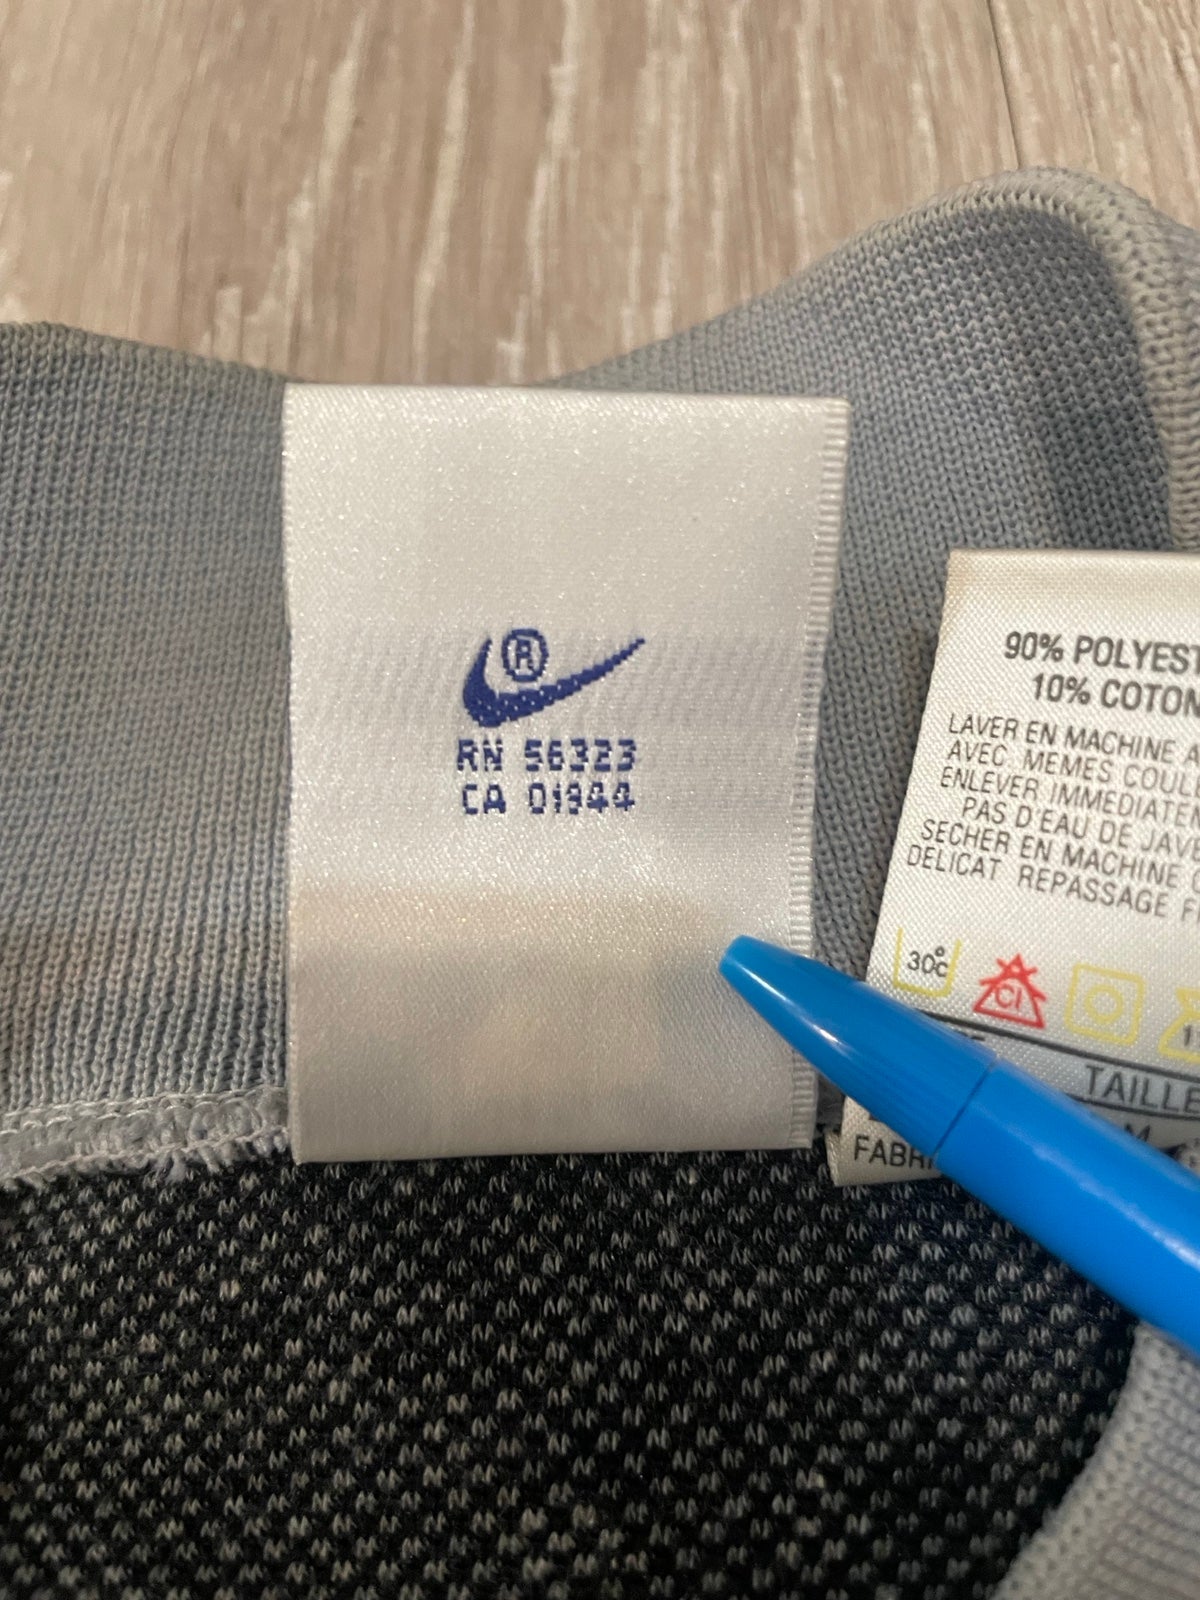 ®
RN 56323
CA 01944
90% POLYEST
10% COTON
LAVER EN MACHINE A
AVEC MEMES COUL
ENLEVER IMMEDIATE
PAS D'EAU DE JAVE
SECHER EN MACHINE
DELICAT REPASSAGE F
30°C
Cl
TAILLE
M
FABRI